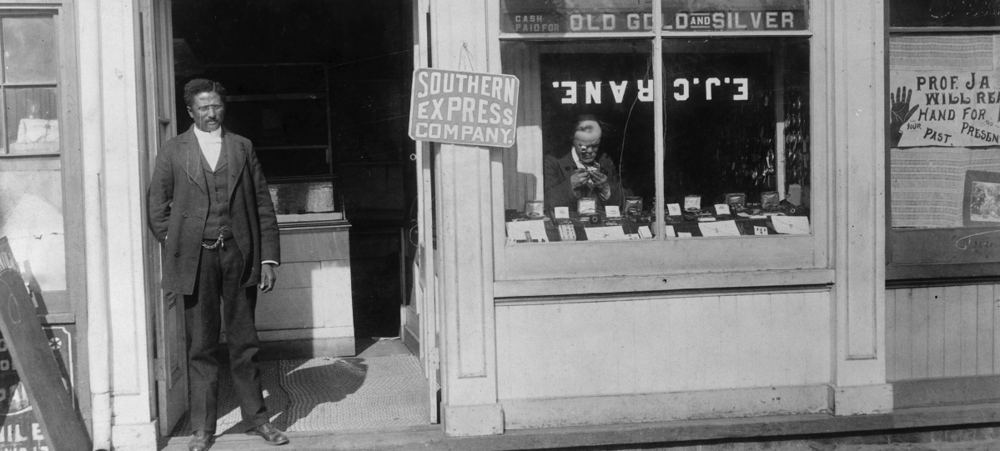 CASH
PAID FOR
OLD GOLD AND SILVER
SOUTHERN
EXPRESS
COMPANY.
E.J. CRANE.
PROF. JA
WILL REA
HAND FOR
YOUR PAST, PRESEN